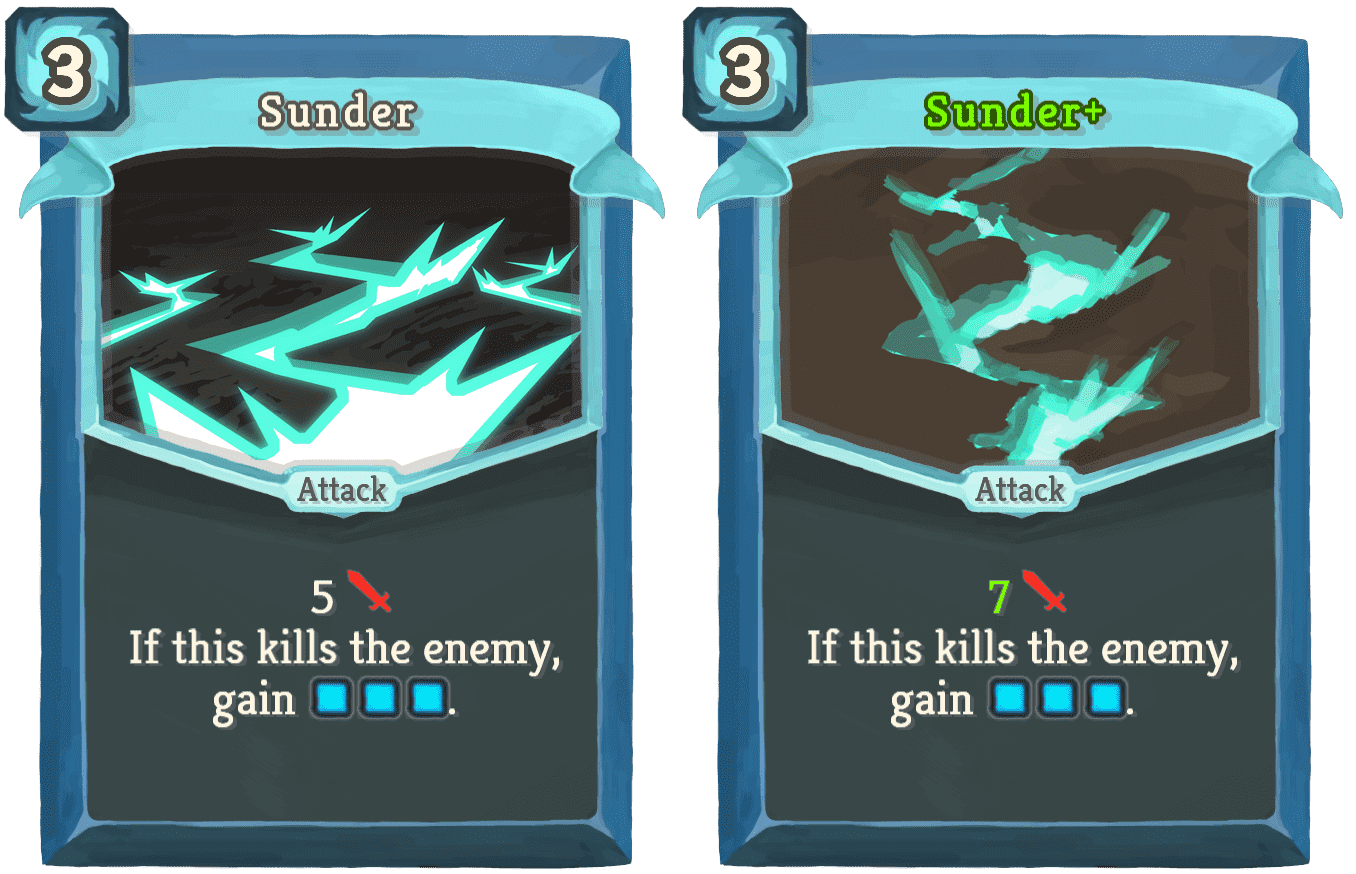 3
Sunder
Attack
5
If this kills the enemy,
gain .
3
Sunder+
Attack
7
If this kills the enemy,
gain .